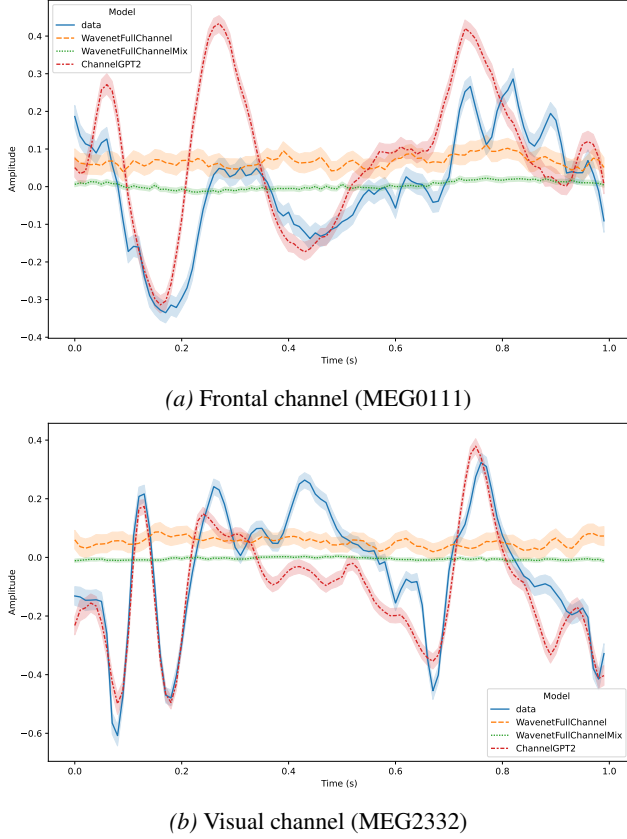 Model
data
WavenetFullChannel
WavenetFullChannelMix
ChannelGPT2
0.4
0.3
0.2
0.1
0.0
−0.1
−0.2
−0.3
−0.4
Amplitude
0.0 0.2 0.4 0.6 0.8 1.0
Time (s)
(a) Frontal channel (MEG0111)
0.4
0.2
0.0
−0.2
−0.4
−0.6
Amplitude
Model
data
WavenetFullChannel
WavenetFullChannelMix
ChannelGPT2
0.0 0.2 0.4 0.6 0.8 1.0
Time (s)
(b) Visual channel (MEG2332)